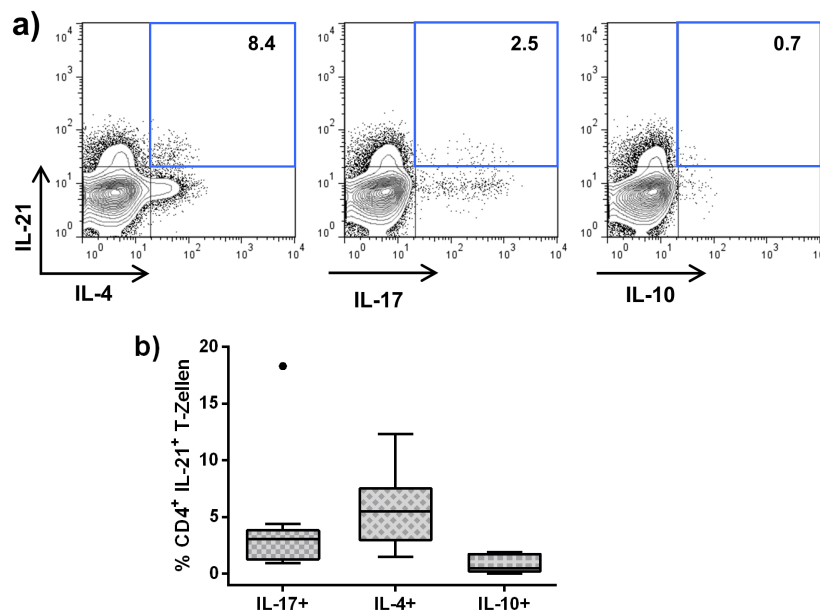 a)
8.4
2.5
0.7
10⁴
10³
10²
10¹
10⁰
10⁴
10³
10²
10¹
10⁰
10⁴
10³
10²
10¹
10⁰
10⁰ 10¹ 10² 10³ 10⁴
10⁰ 10¹ 10² 10³ 10⁴
10⁰ 10¹ 10² 10³ 10⁴
IL-21
IL-4
IL-17
IL-10
b)
% CD4⁺ IL-21⁺ T-Zellen
20
15
10
5
0
IL-17+ IL-4+ IL-10+